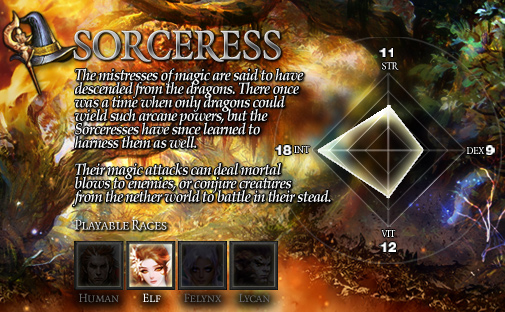 SORCERESS
The mistresses of magic are said to have
descended from the dragons. There once
was a time when only dragons could
wield such arcane powers, but the
Sorceresses have since learned to
harness them as well.
Their magic attacks can deal mortal
blows to enemies, or conjure creatures
from the nether world to battle in their stead.
11
STR
18 INT
DEX 9
VIT
12
PLAYABLE RACES
HUMAN ELF FELYNX LYCAN